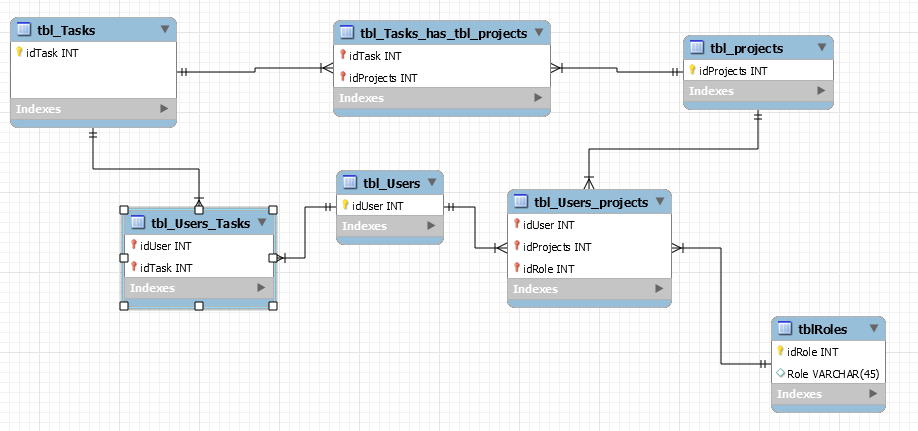 tbl_Tasks
idTask INT
Indexes
tbl_Tasks_has_tbl_projects
idTask INT
idProjects INT
Indexes
tbl_projects
idProjects INT
Indexes
tbl_Users_Tasks
idUser INT
idTask INT
Indexes
tbl_Users
idUser INT
Indexes
tbl_Users_projects
idUser INT
idProjects INT
idRole INT
Indexes
tblRoles
idRole INT
Role VARCHAR(45)
Indexes